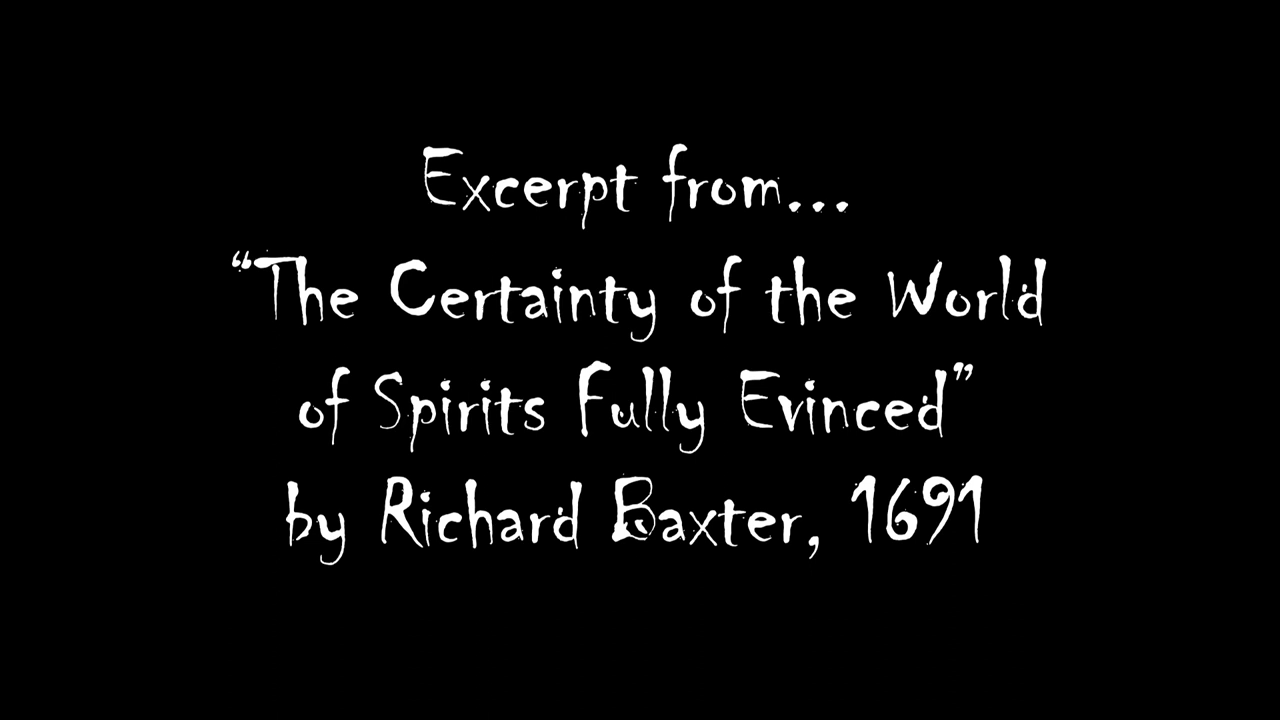 Excerpt from...
“The Certainty of the World
of Spirits Fully Evinced”
by Richard Baxter, 1691